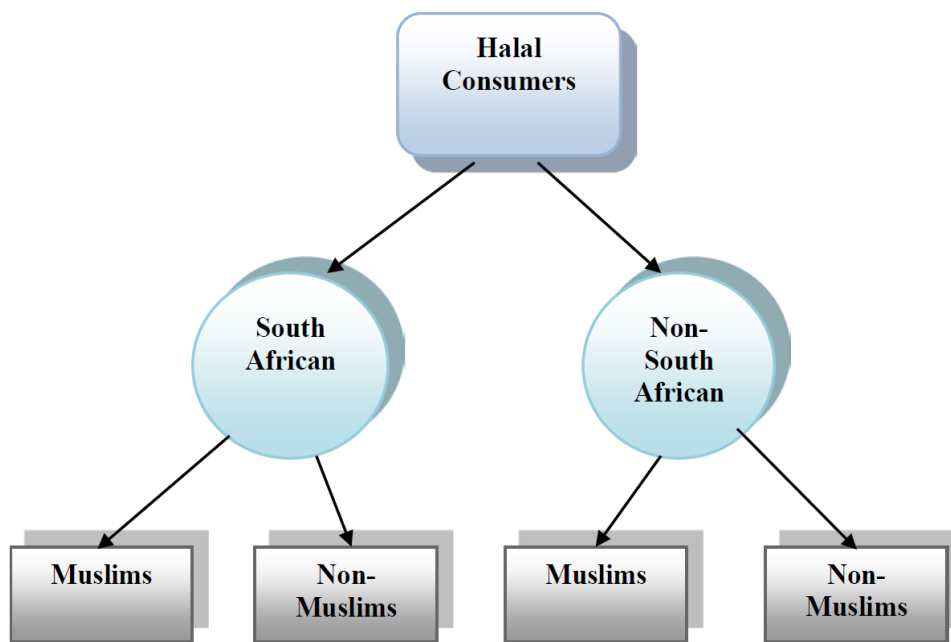 Halal
Consumers
South
African
Non-
South
African
Muslims
Non-
Muslims
Muslims
Non-
Muslims